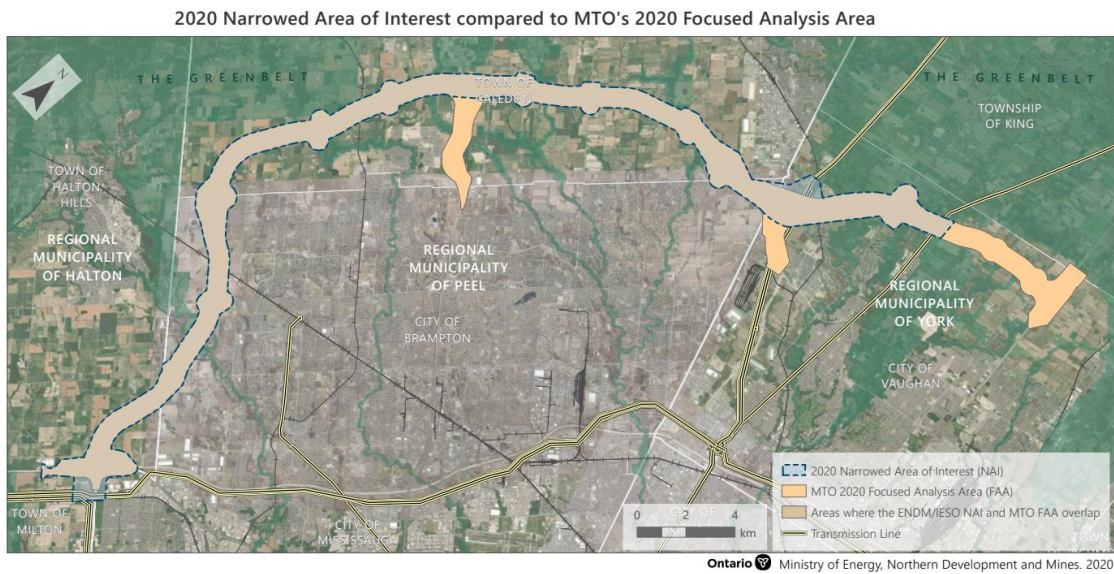 2020 Narrowed Area of Interest compared to MTO's 2020 Focused Analysis Area
N
THE GREENBELT
TOWN OF
CALEDON
THE GREENBELT
TOWNSHIP
OF KING
TOWN OF
HALTON
HILLS
REGIONAL
MUNICIPALITY
OF HALTON
REGIONAL
MUNICIPALITY
OF PEEL
REGIONAL
MUNICIPALITY
OF YORK
CITY OF
BRAMPTON
CITY OF
VAUGHAN
TOWN OF
MILTON
CITY OF
MISSISSAUGA
2020 Narrowed Area of Interest (NAI)
MTO 2020 Focused Analysis Area (FAA)
Areas where the ENDM/IESO NAI and MTO FAA overlap
Transmission Line
0 1 2 4
km
CITY OF
TOWN
Ontario
Ministry of Energy, Northern Development and Mines. 2020